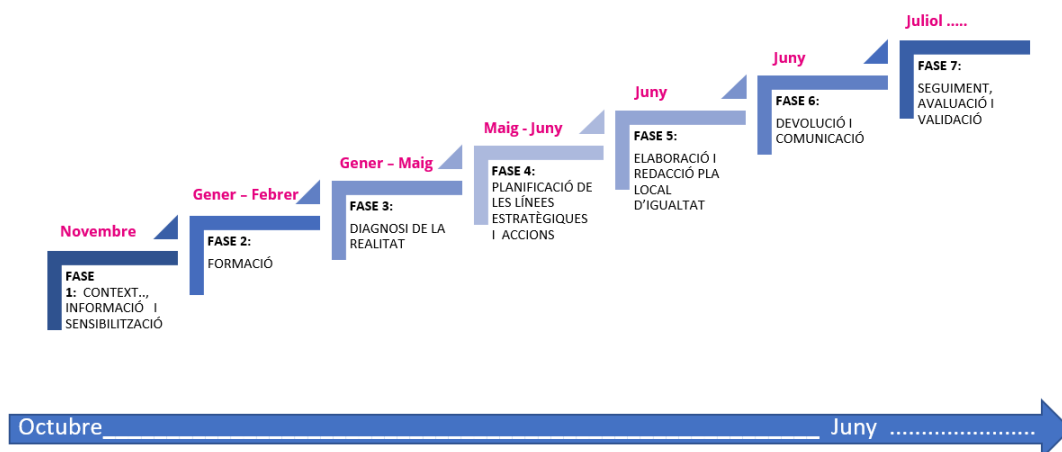 Novembre
FASE
1: CONTEXT..,
INFORMACIÓ I
SENSIBILITZACIÓ
Gener – Febrer
FASE 2:
FORMACIÓ
Gener – Maig
FASE 3:
DIAGNOSI DE LA
REALITAT
Maig - Juny
FASE 4:
PLANIFICACIÓ DE
LES LÍNEES
ESTRATÈGIQUES
I ACCIONS
Juny
FASE 5:
ELABORACIÓ I
REDACCIÓ PLA
LOCAL
D’IGUALTAT
Juny
FASE 6:
DEVOLUCIÓ I
COMUNICACIÓ
Juliol .....
FASE 7:
SEGUIMENT,
AVALUACIÓ I
VALIDACIÓ
Octubre________________________________________________________ Juny .......................